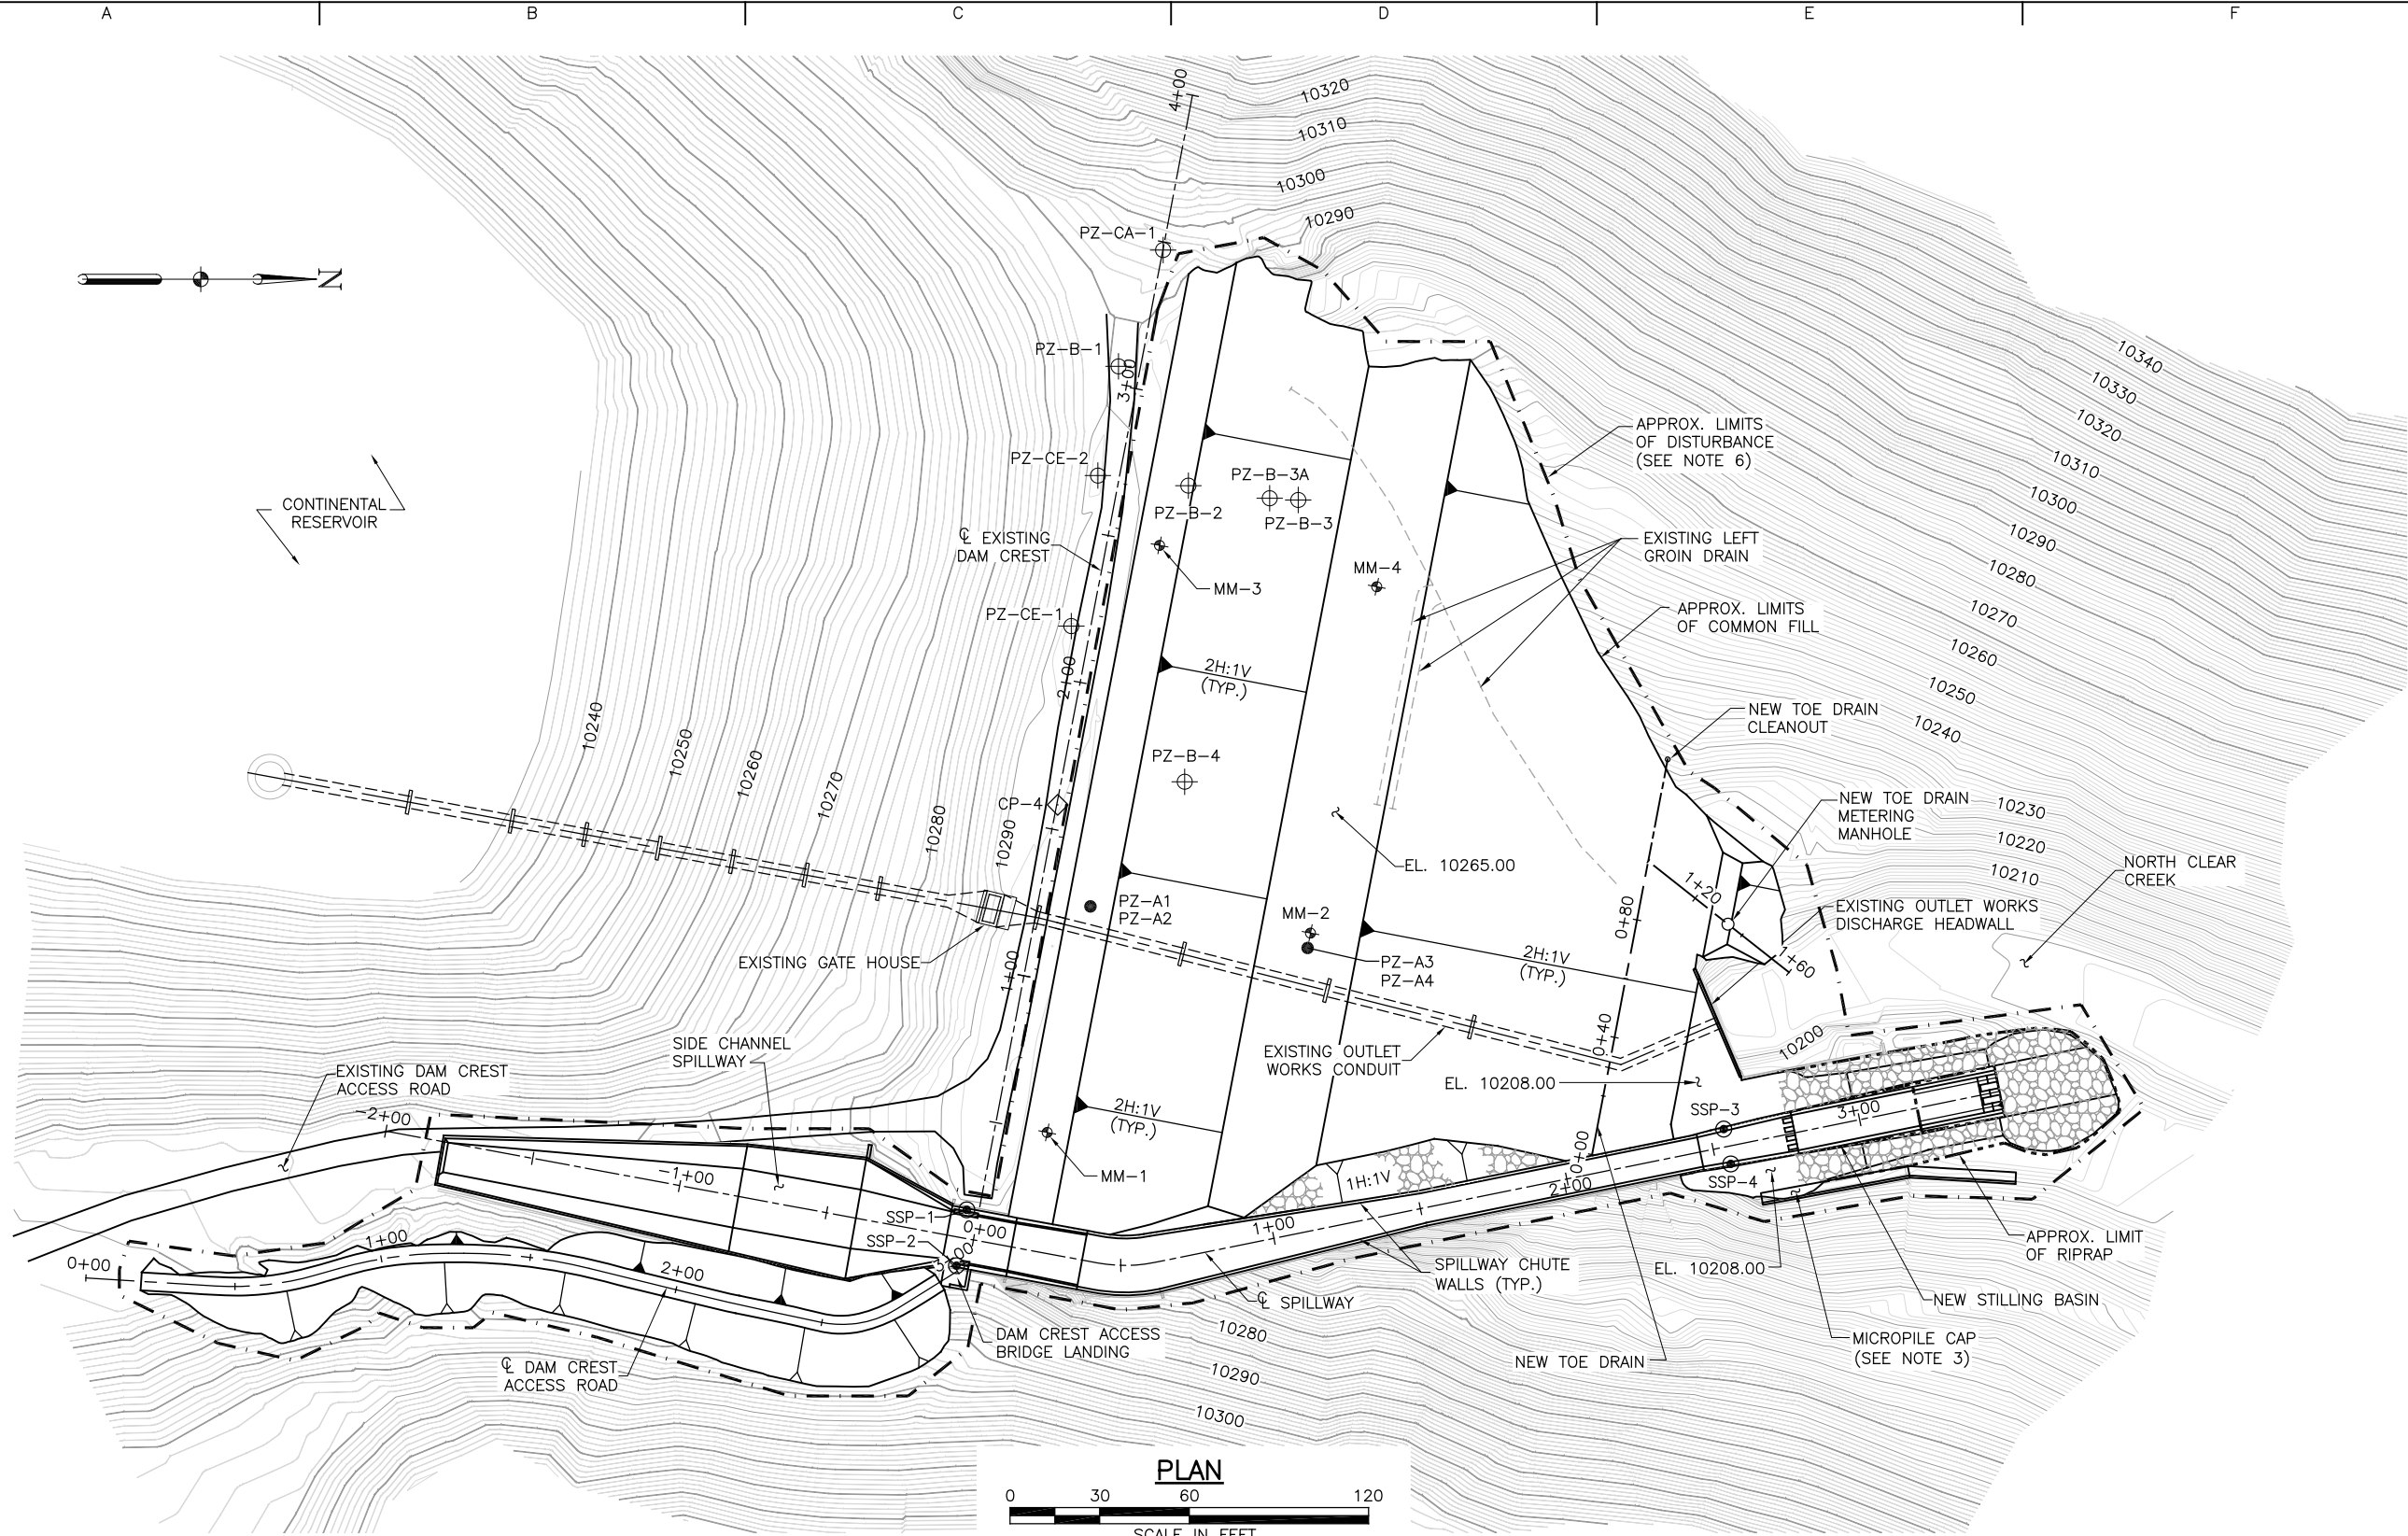 A B C D E F
4+00
10320
10310
10300
10290
PZ-CA-1
N
PZ-B-1
3+00
10340
10330
10320
10310
10300
10290
10280
10270
10260
10250
10240
10230
10220
10210
APPROX. LIMITS
OF DISTURBANCE
(SEE NOTE 6)
PZ-CE-2
PZ-B-3A
PZ-B-2
PZ-B-3
CONTINENTAL
RESERVOIR
℄ EXISTING
DAM CREST
EXISTING LEFT
GROIN DRAIN
MM-3
MM-4
PZ-CE-1
APPROX. LIMITS
OF COMMON FILL
2+00
2H:1V
(TYP.)
10240
10250
10260
10270
10280
10290
NEW TOE DRAIN
CLEANOUT
PZ-B-4
CP-4
NEW TOE DRAIN
METERING
MANHOLE
EL. 10265.00
NORTH CLEAR
CREEK
1+20
PZ-A1
PZ-A2
MM-2
0+80
EXISTING OUTLET WORKS
DISCHARGE HEADWALL
EXISTING GATE HOUSE
1+00
PZ-A3
PZ-A4
2H:1V
(TYP.)
1+60
SIDE CHANNEL
SPILLWAY
EXISTING OUTLET
WORKS CONDUIT
0+40
10200
EXISTING DAM CREST
ACCESS ROAD
EL. 10208.00
-2+00
2H:1V
(TYP.)
SSP-3
3+00
MM-1
-1+00
1H:1V
0+00
2+00
SSP-4
SSP-1
0+00
1+00
SSP-2
3+00
APPROX. LIMIT
OF RIPRAP
0+00
1+00
2+00
SPILLWAY CHUTE
WALLS (TYP.)
EL. 10208.00
℄ SPILLWAY
NEW STILLING BASIN
DAM CREST ACCESS
BRIDGE LANDING
10280
MICROPILE CAP
(SEE NOTE 3)
NEW TOE DRAIN
℄ DAM CREST
ACCESS ROAD
10290
10300
PLAN
0 30 60 120
SCALE IN FEET